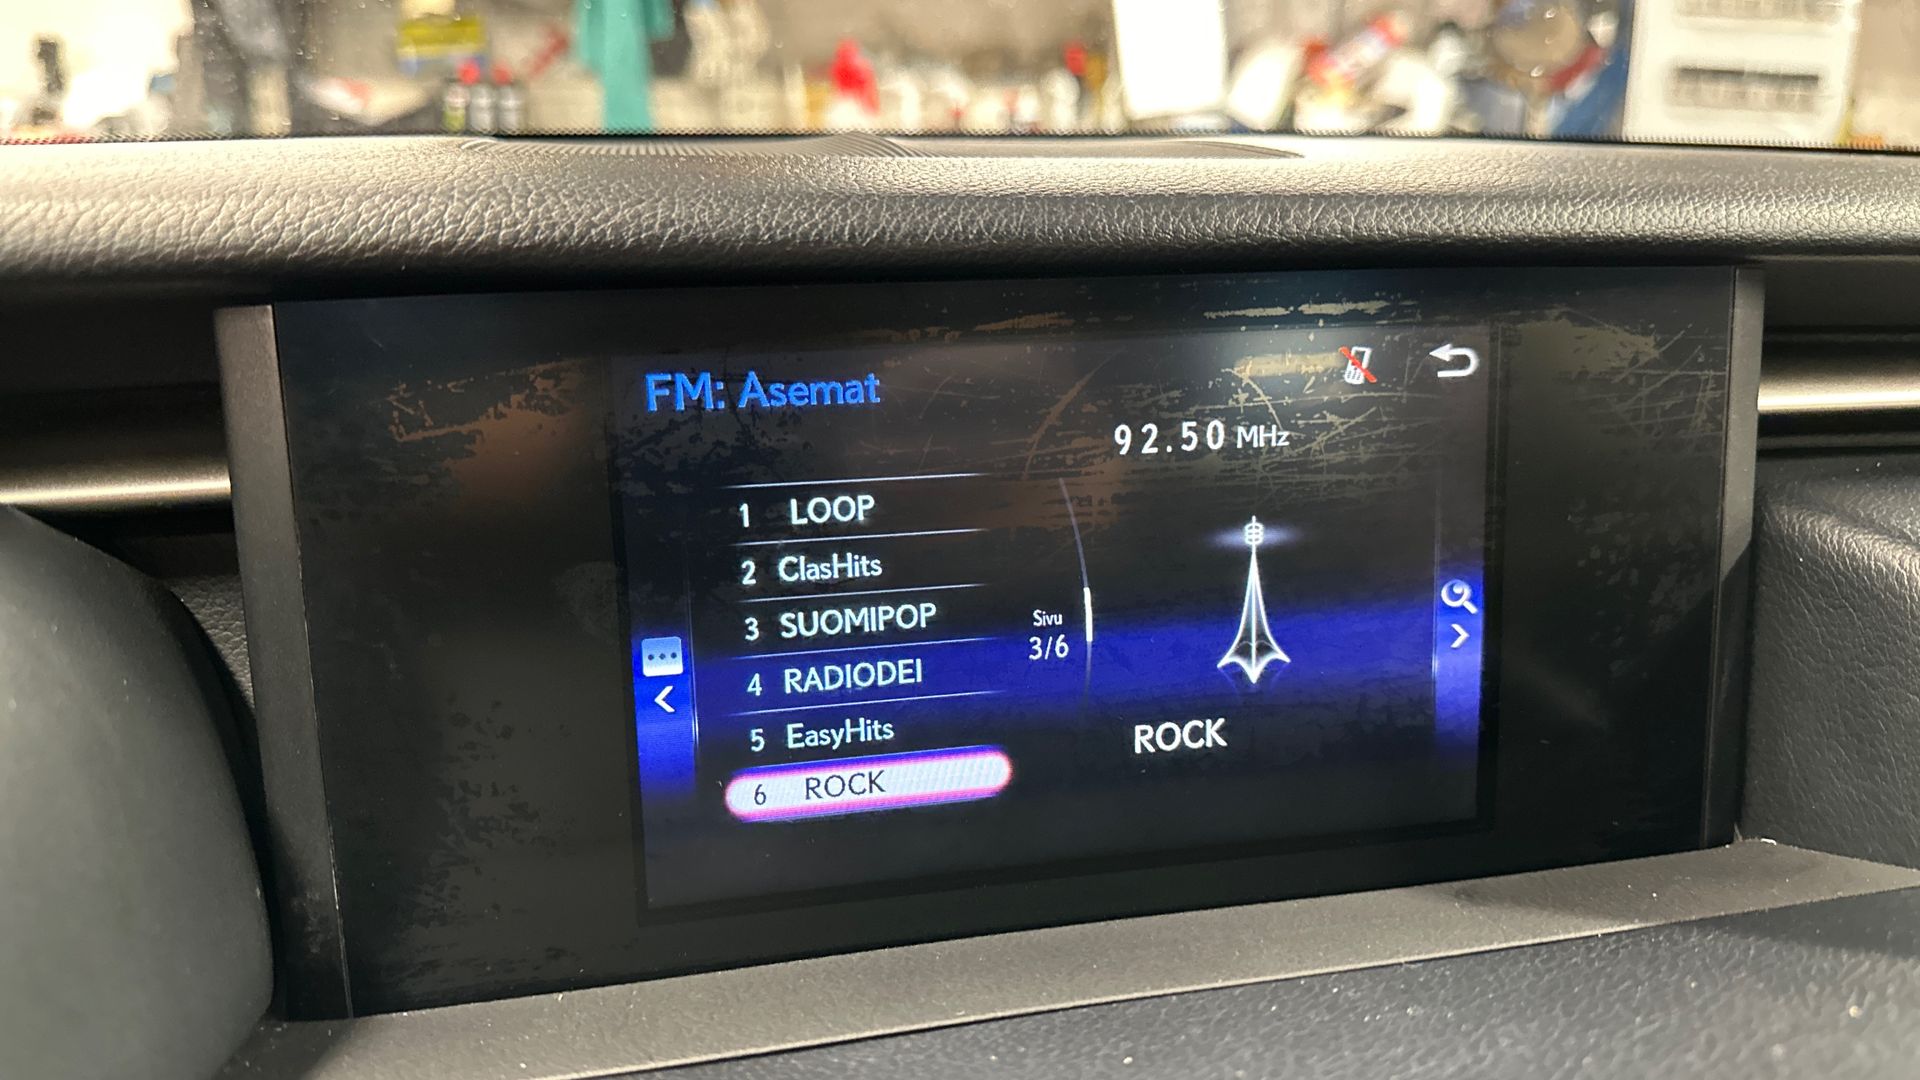 FM: Asemat
92.50 MHz
1 LOOP
2 ClasHits
3 SUOMIPOP
4 RADIODEI
5 EasyHits
6 ROCK
Sivu
3/6
ROCK